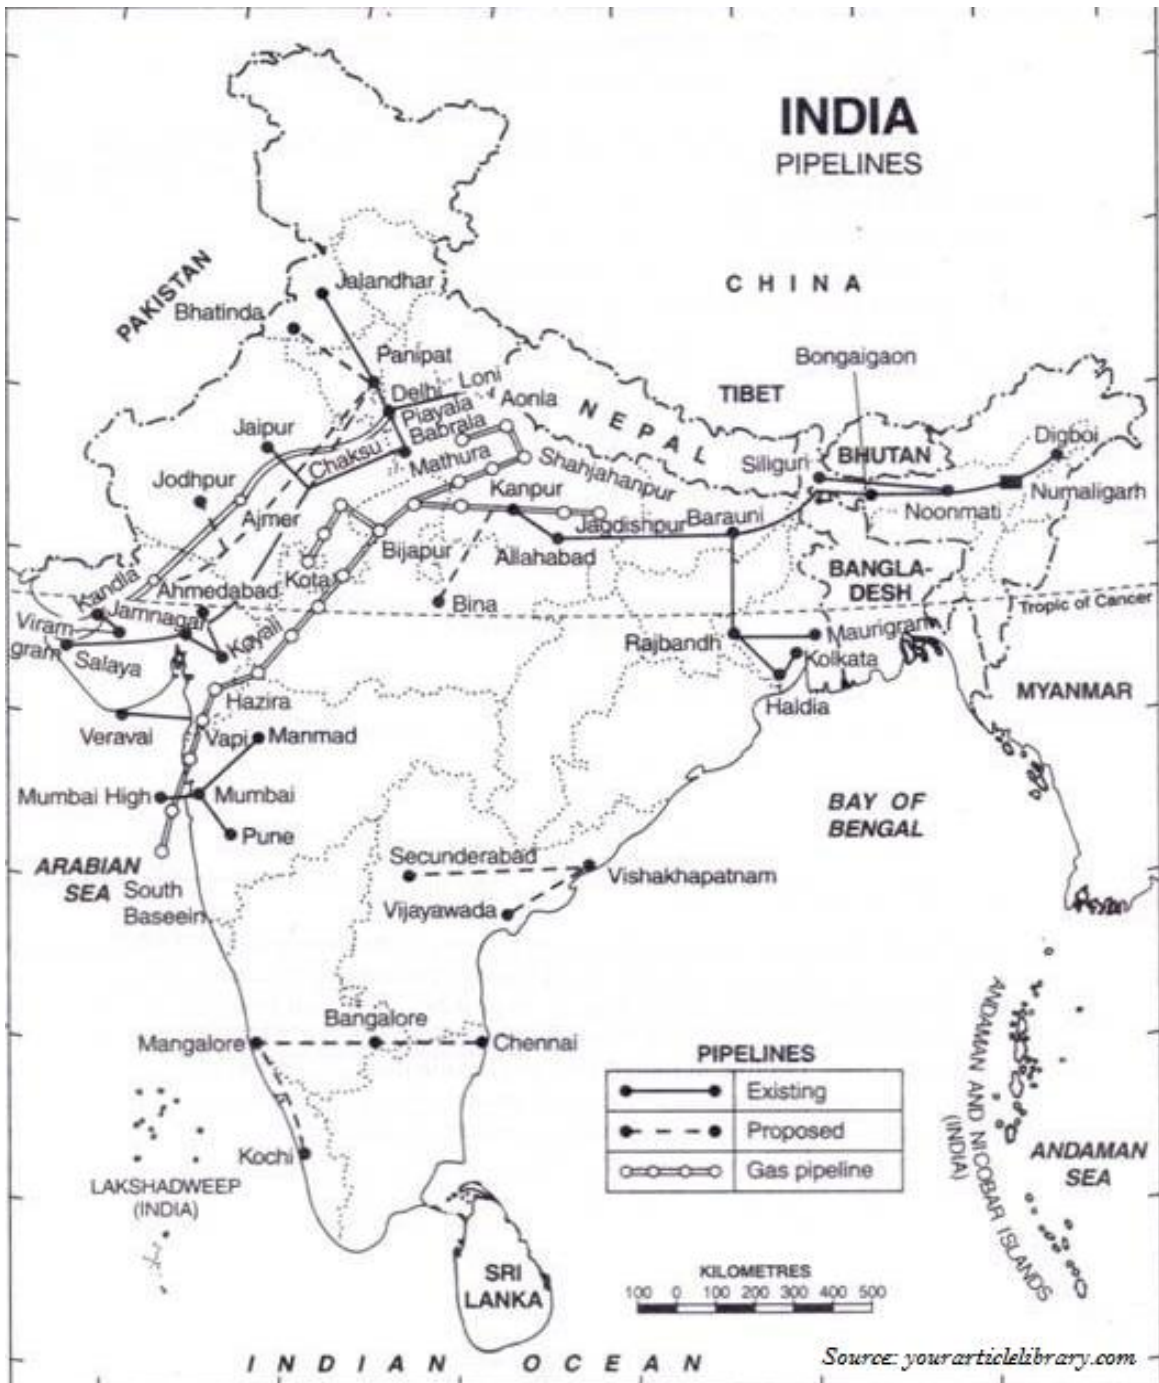 INDIA
PIPELINES
PAKISTAN
CHINA
Jalandhar
Bhatinda
Panipat
Delhi
Loni
Piayala
Babrala
Aonla
NEPAL
TIBET
Bongaigaon
BHUTAN
Siliguri
Digboi
Numaligarh
Noonmati
Jaipur
Chaksu
Mathura
Shahjahanpur
Jodhpur
Kanpur
Ajmer
Jagdishpur
Barauni
Bijapur
Allahabad
Kota
Bina
BANGLA-
DESH
Tropic of Cancer
Kandla
Ahmedabad
Jamnagar
Viram
gram
Salaya
Koyali
Rajbandh
Maurigram
Kolkata
Haldia
MYANMAR
Hazira
Veraval
Vapi
Manmad
Mumbai High
Mumbai
Pune
BAY OF
BENGAL
ARABIAN
SEA
South
Baseein
Secunderabad
Vishakhapatnam
Vijayawada
Bangalore
Mangalore
Chennai
Kochi
LAKSHADWEEP
(INDIA)
PIPELINES
Existing
Proposed
Gas pipeline
ANDAMAN AND NICOBAR ISLANDS
(INDIA)
ANDAMAN
SEA
SRI
LANKA
KILOMETRES
100 0 100 200 300 400 500
INDIAN OCEAN
Source: yourarticlelibrary.com